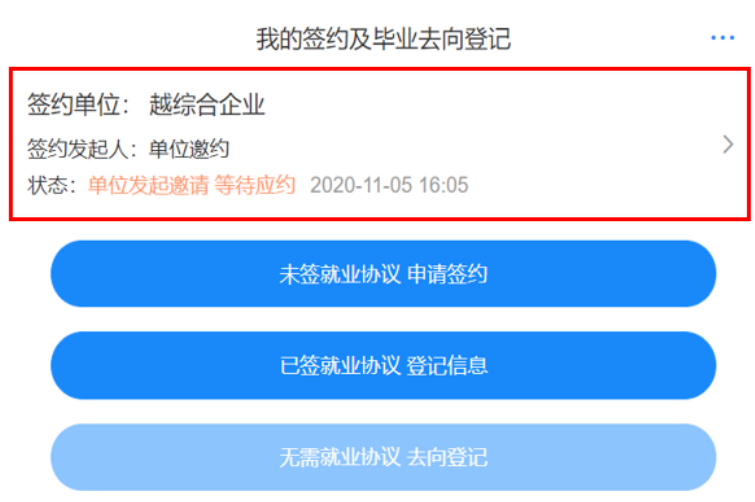 我的签约及毕业去向登记
签约单位： 越综合企业
签约发起人：单位邀约
状态：单位发起邀请 等待应约 2020-11-05 16:05
未签就业协议 申请签约
已签就业协议 登记信息
无需就业协议 去向登记